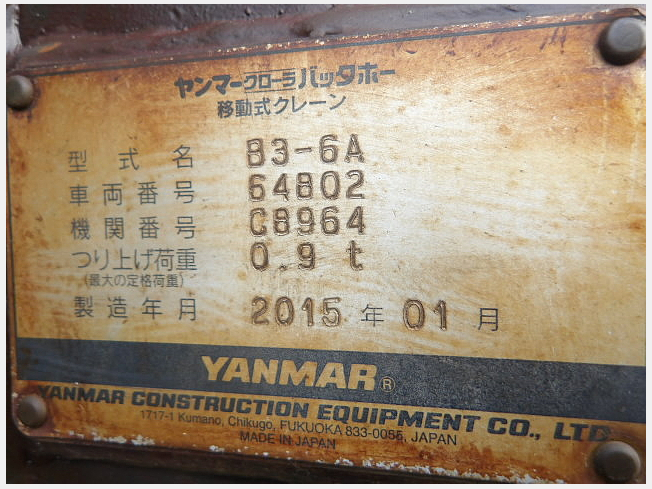 ヤンマークローラバックホー
移動式クレーン
型式名 B3-6A
車両番号 64802
機関番号 C8964
つり上げ荷重 0.9 t
(最大の定格荷重)
製造年月 2015 年 01 月
YANMAR®
YANMAR CONSTRUCTION EQUIPMENT CO., LTD.
1717-1 Kumano, Chikugo, FUKUOKA 833-0055, JAPAN
MADE IN JAPAN